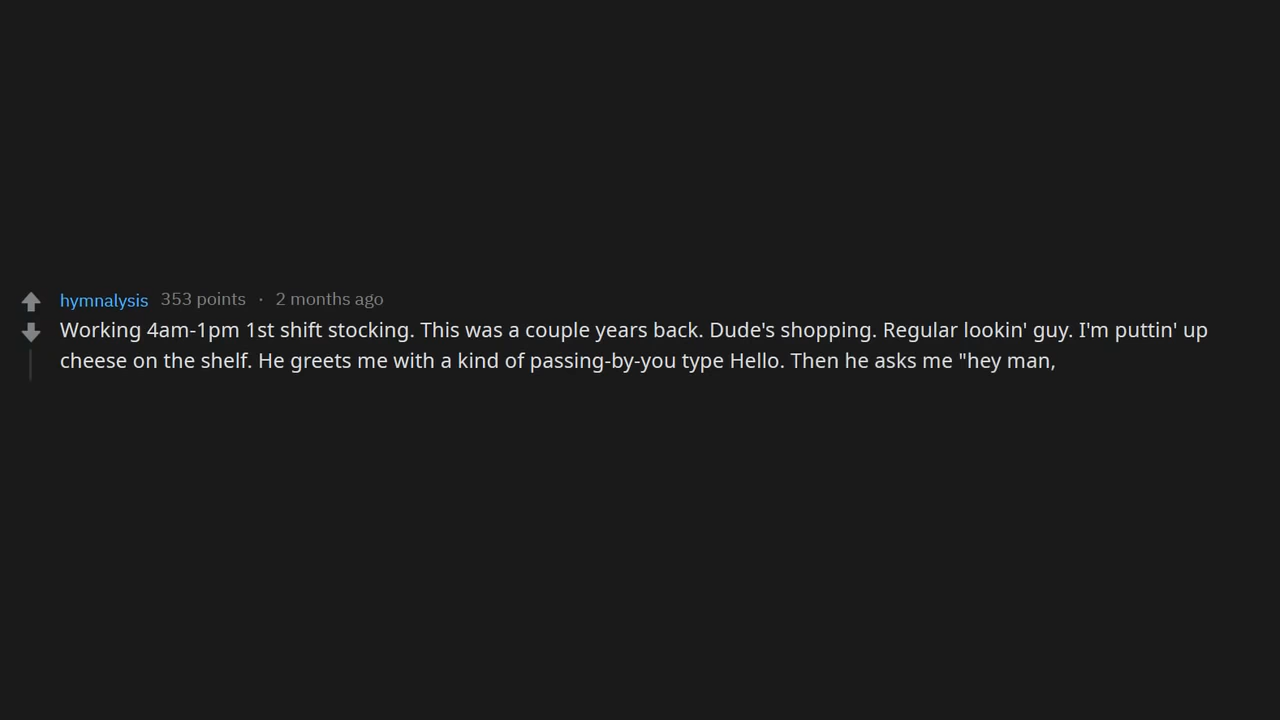 hymnalysis 353 points · 2 months ago
Working 4am-1pm 1st shift stocking. This was a couple years back. Dude's shopping. Regular lookin' guy. I'm puttin' up
cheese on the shelf. He greets me with a kind of passing-by-you type Hello. Then he asks me "hey man,